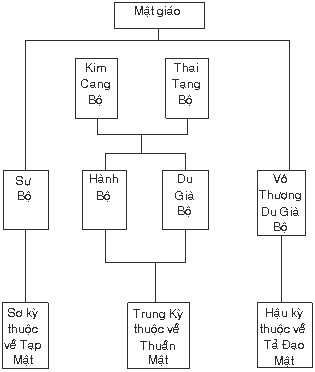 Mật giáo
Kim
Cang
Bộ
Thai
Tạng
Bộ
Sự
Bộ
Hành
Bộ
Du
Già
Bộ
Vô
Thượng
Du Già
Bộ
Sơ kỳ
thuộc
về Tạp
Mật
Trung Kỳ
thuộc về
Thuần
Mật
Hậu kỳ
thuộc về
Tả Đạo
Mật